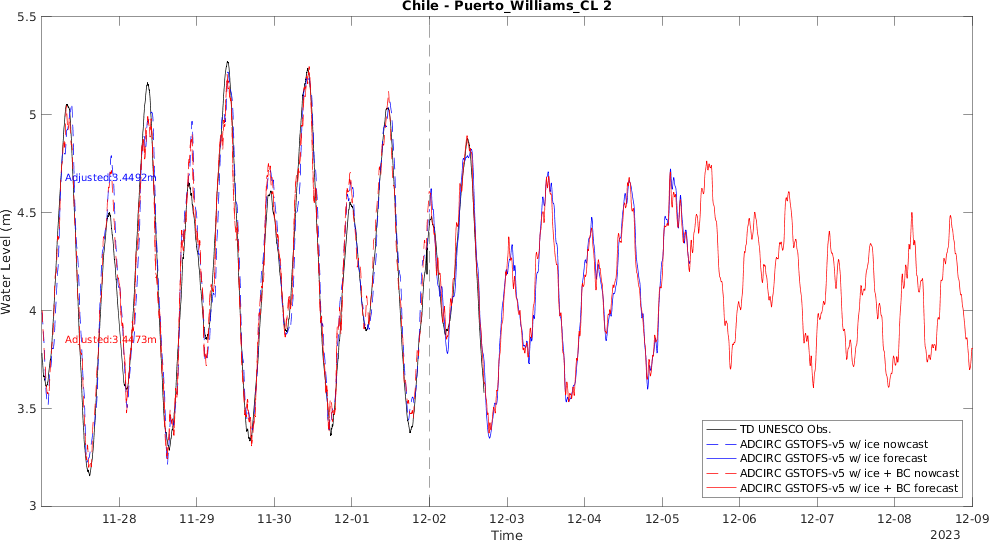 Chile - Puerto_Williams_CL 2
5.5
5
4.5
4
3.5
3
Water Level (m)
Adjusted:3.4492m
Adjusted:3.4473m
TD UNESCO Obs.
ADCIRC GSTOFS-v5 w/ ice nowcast
ADCIRC GSTOFS-v5 w/ ice forecast
ADCIRC GSTOFS-v5 w/ ice + BC nowcast
ADCIRC GSTOFS-v5 w/ ice + BC forecast
11-28 11-29 11-30 12-01 12-02 12-03 12-04 12-05 12-06 12-07 12-08 12-09
Time
2023